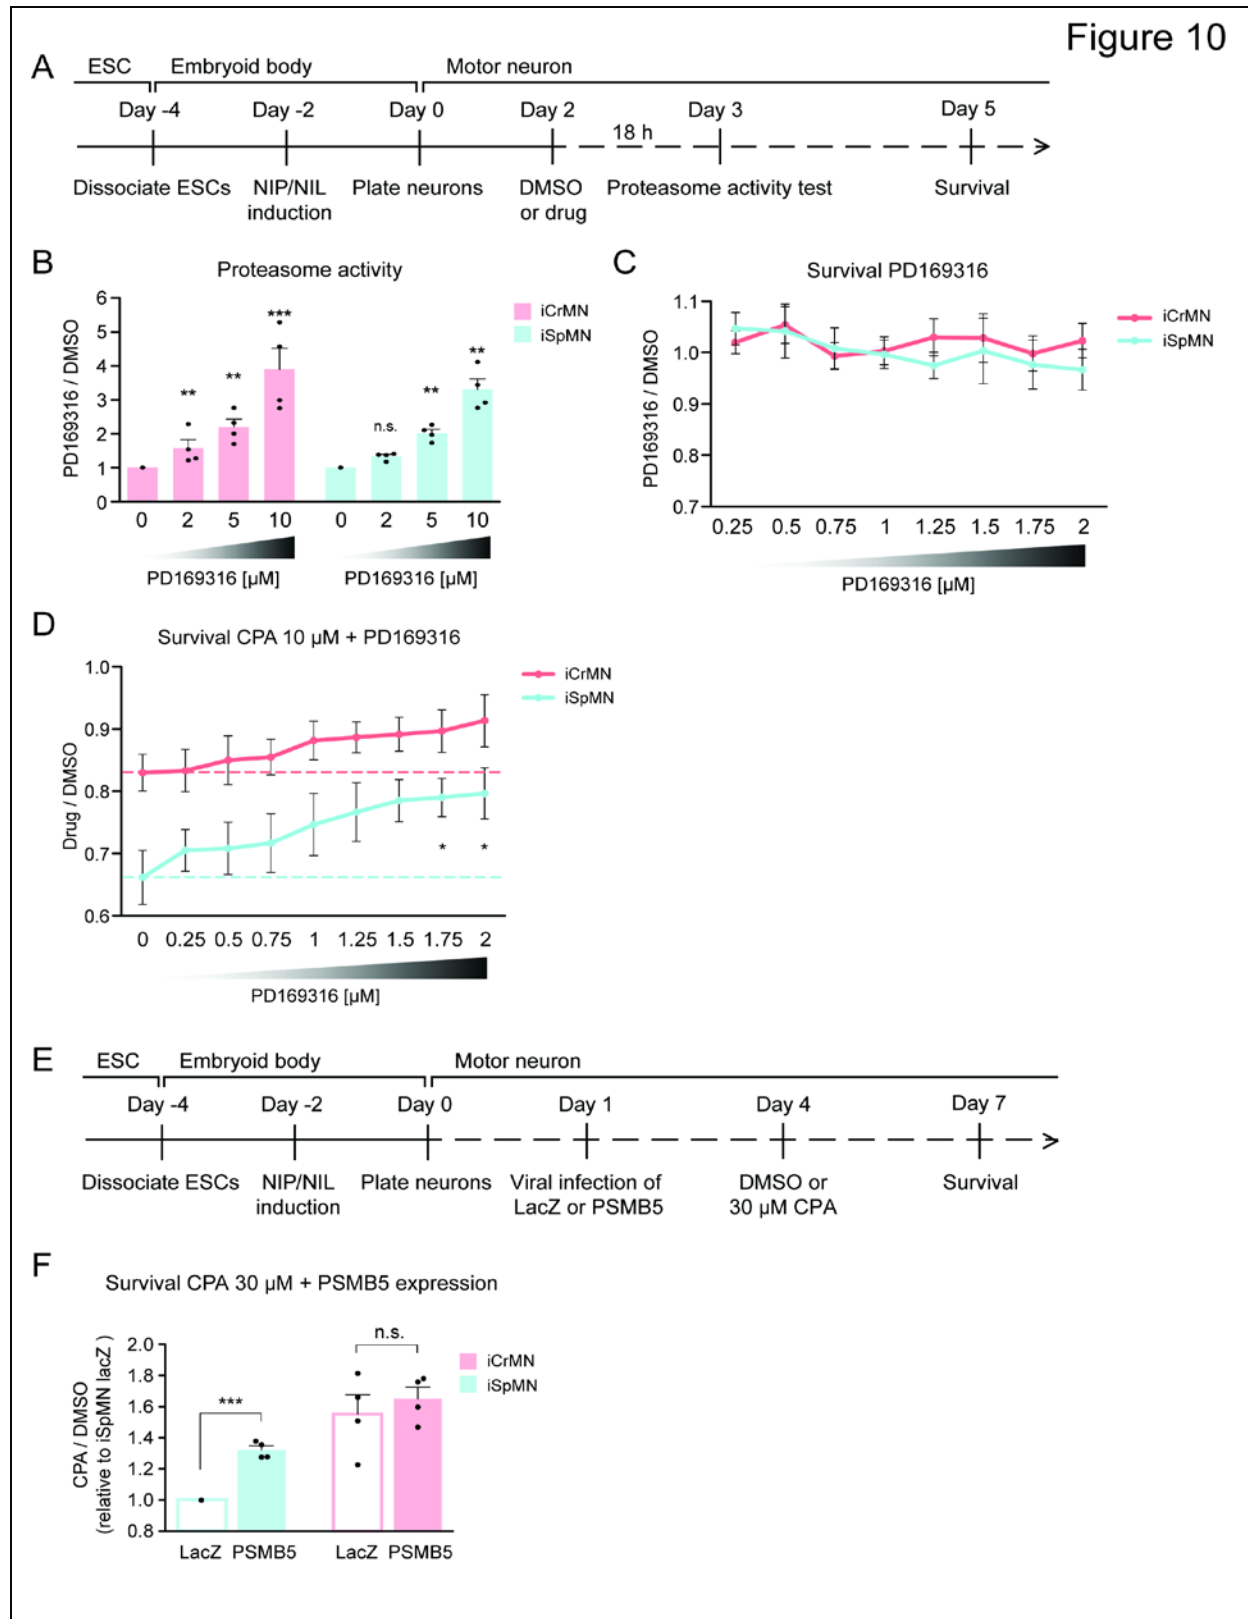 Figure 10
A
ESC Embryoid body Motor neuron
Day -4 Day -2 Day 0 Day 2 Day 3 Day 5
18 h
Dissociate ESCs NIP/NIL Plate neurons DMSO Proteasome activity test Survival
induction or drug
B
Proteasome activity
PD169316 / DMSO
6
5
4
3
2
1
0
** ** *** n.s. ** **
iCrMN
iSpMN
0 2 5 10 0 2 5 10
PD169316 [µM] PD169316 [µM]
C
Survival PD169316
PD169316 / DMSO
1.1
1.0
0.9
0.8
0.7
iCrMN
iSpMN
0.25 0.5 0.75 1 1.25 1.5 1.75 2
PD169316 [µM]
D
Survival CPA 10 µM + PD169316
Drug / DMSO
1.0
0.9
0.8
0.7
0.6
iCrMN
iSpMN
* *
0 0.25 0.5 0.75 1 1.25 1.5 1.75 2
PD169316 [µM]
E
ESC Embryoid body Motor neuron
Day -4 Day -2 Day 0 Day 1 Day 4 Day 7
Dissociate ESCs NIP/NIL Plate neurons Viral infection of DMSO or Survival
induction LacZ or PSMB5 30 µM CPA
F
Survival CPA 30 µM + PSMB5 expression
CPA / DMSO
(relative to iSpMN lacZ )
2.0
1.8
1.6
1.4
1.2
1.0
0.8
*** n.s.
iCrMN
iSpMN
LacZ PSMB5 LacZ PSMB5